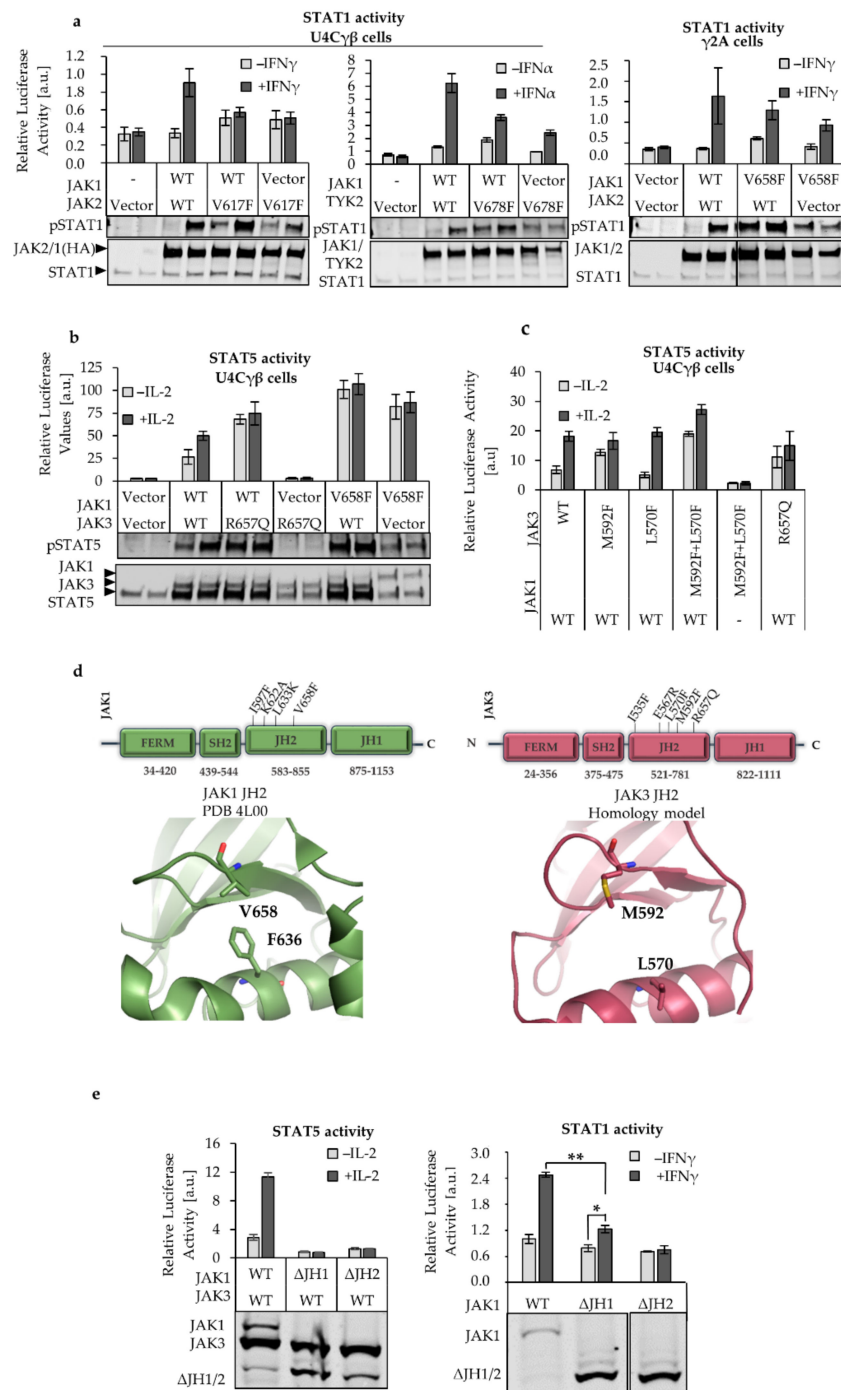 a
STAT1 activity
U4Cγβ cells
STAT1 activity
γ2A cells
Relative Luciferase
Activity [a.u.]
1.2
1.0
0.8
0.6
0.4
0.2
0.0
–IFNγ
+IFNγ
7
6
5
4
3
2
1
0
–IFNα
+IFNα
2.5
2.0
1.5
1.0
0.5
0.0
–IFNγ
+IFNγ
JAK1 - WT WT Vector
JAK2 Vector WT V617F V617F
pSTAT1
JAK2/1(HA)
STAT1
JAK1 - WT WT Vector
TYK2 Vector WT V678F V678F
pSTAT1
JAK1/
TYK2
STAT1
JAK1 Vector WT V658F V658F
JAK2 Vector WT WT Vector
pSTAT1
JAK1/2
STAT1
b
STAT5 activity
U4Cγβ cells
Relative Luciferase
Values [a.u.]
125
100
75
50
25
0
–IL-2
+IL-2
JAK1 Vector WT WT Vector V658F V658F
JAK3 Vector WT R657Q R657Q WT Vector
pSTAT5
JAK1
JAK3
STAT5
c
STAT5 activity
U4Cγβ cells
Relative Luciferase Activity
[a.u]
40
30
20
10
0
–IL-2
+IL-2
JAK3 WT M592F L570F M592F+L570F M592F+L570F R657Q
JAK1 WT WT WT WT - WT
d
JAK1
I597F
K622A
L633K
V658F
FERM SH2 JH2 JH1 C
34-420 439-544 583-855 875-1153
JAK1 JH2
PDB 4L00
V658
F636
JAK3
I535F
E567R
L570F
M592F
R657Q
N FERM SH2 JH2 JH1 C
24-356 375-475 521-781 822-1111
JAK3 JH2
Homology model
M592
L570
e
STAT5 activity
Relative Luciferase
Activity [a.u.]
16
12
8
4
0
–IL-2
+IL-2
JAK1 WT ΔJH1 ΔJH2
JAK3 WT WT WT
JAK1
JAK3
ΔJH1/2
STAT1 activity
Relative Luciferase
Activity [a.u.]
3.0
2.4
1.8
1.2
0.6
0.0
–IFNγ
+IFNγ
**
*
JAK1 WT ΔJH1 ΔJH2
JAK1
ΔJH1/2